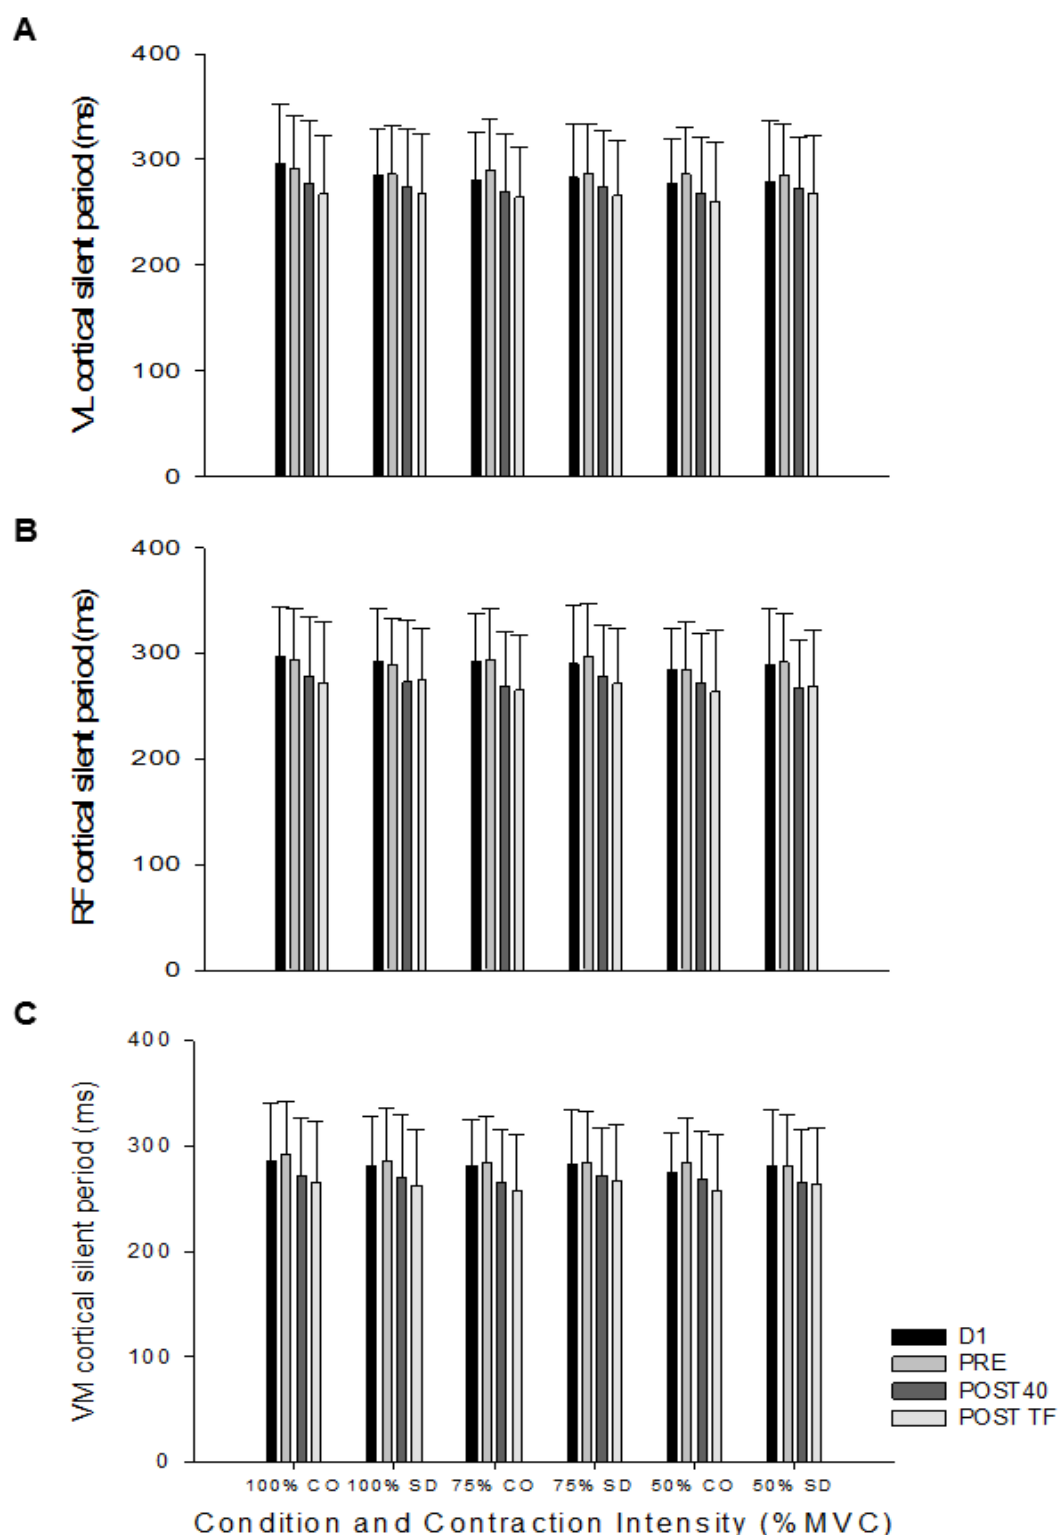 A
400
300
200
100
0
VL cortical silent period (ms)
B
400
300
200
100
0
RF cortical silent period (ms)
C
400
300
200
100
0
VM cortical silent period (ms)
D1
PRE
POST40
POST TF
100% CO 100% SD 75% CO 75% SD 50% CO 50% SD
Condition and Contraction Intensity (%MVC)